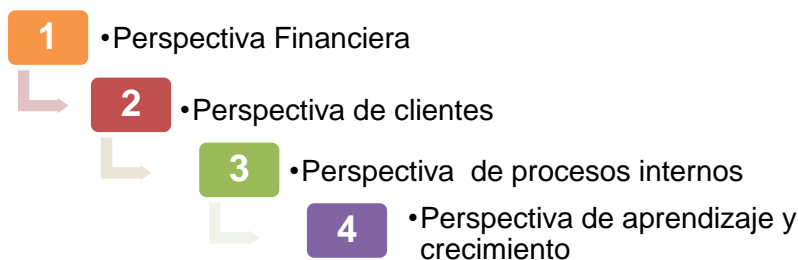 1 •Perspectiva Financiera
2 •Perspectiva de clientes
3 •Perspectiva de procesos internos
4 •Perspectiva de aprendizaje y
crecimiento